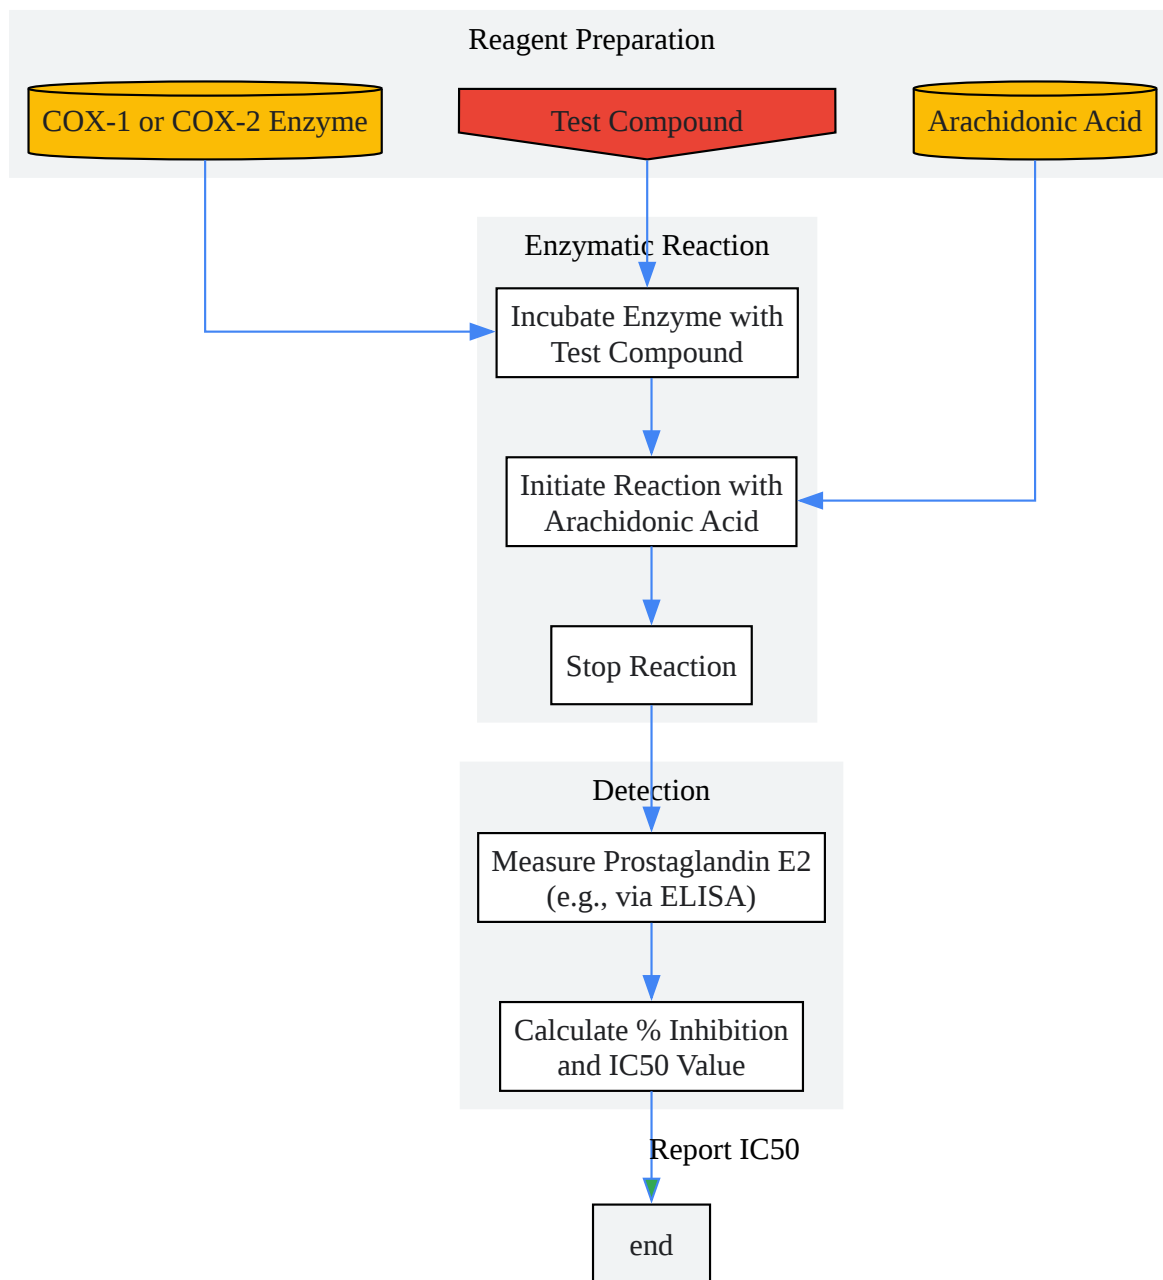 Reagent Preparation
COX-1 or COX-2 Enzyme
Test Compound
Arachidonic Acid
Enzymatic Reaction
Incubate Enzyme with
Test Compound
Initiate Reaction with
Arachidonic Acid
Stop Reaction
Detection
Measure Prostaglandin E2
(e.g., via ELISA)
Calculate % Inhibition
and IC50 Value
Report IC50
end